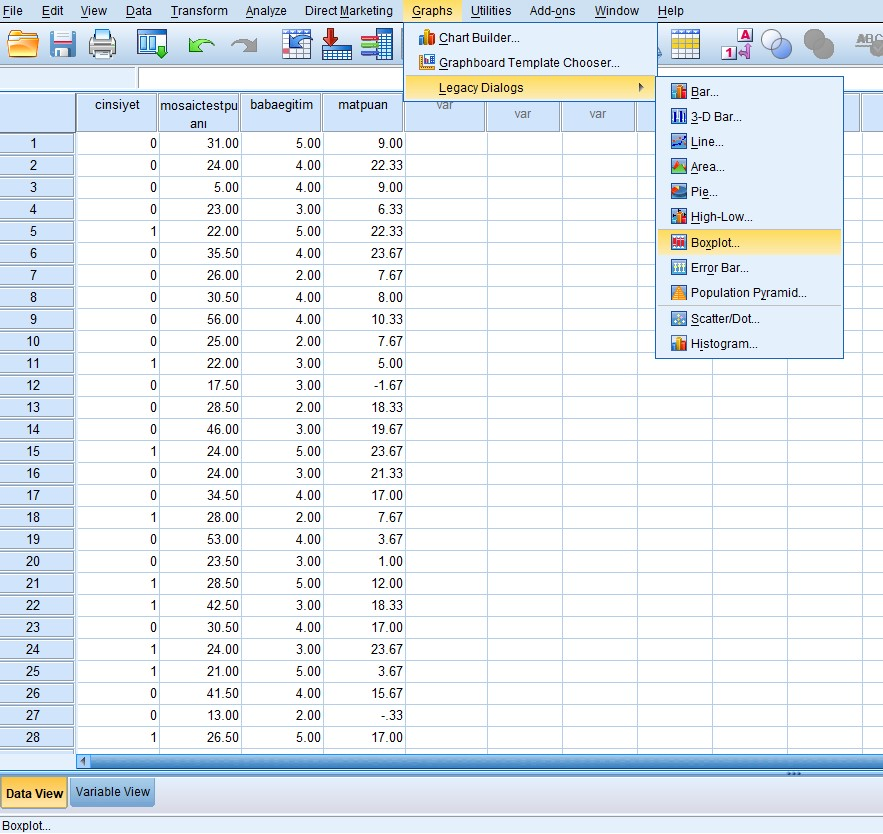 File Edit View Data Transform Analyze Direct Marketing Graphs Utilities Add-ons Window Help
Chart Builder...
Graphboard Template Chooser...
Legacy Dialogs
Bar...
3-D Bar...
Line...
Area...
Pie...
High-Low...
Boxplot...
Error Bar...
Population Pyramid...
Scatter/Dot...
Histogram...
1 A
ABC
cinsiyet mosaictestpu babaegitim matpuan var var var
anı
1 0 31.00 5.00 9.00
2 0 24.00 4.00 22.33
3 0 5.00 4.00 9.00
4 0 23.00 3.00 6.33
5 1 22.00 5.00 22.33
6 0 35.50 4.00 23.67
7 0 26.00 2.00 7.67
8 0 30.50 4.00 8.00
9 0 56.00 4.00 10.33
10 0 25.00 2.00 7.67
11 1 22.00 3.00 5.00
12 0 17.50 3.00 -1.67
13 0 28.50 2.00 18.33
14 0 46.00 3.00 19.67
15 1 24.00 5.00 23.67
16 0 24.00 3.00 21.33
17 0 34.50 4.00 17.00
18 1 28.00 2.00 7.67
19 0 53.00 4.00 3.67
20 0 23.50 3.00 1.00
21 1 28.50 5.00 12.00
22 1 42.50 3.00 18.33
23 0 30.50 4.00 17.00
24 1 24.00 3.00 23.67
25 1 21.00 5.00 3.67
26 0 41.50 4.00 15.67
27 0 13.00 2.00 -.33
28 1 26.50 5.00 17.00
Data View Variable View
Boxplot...